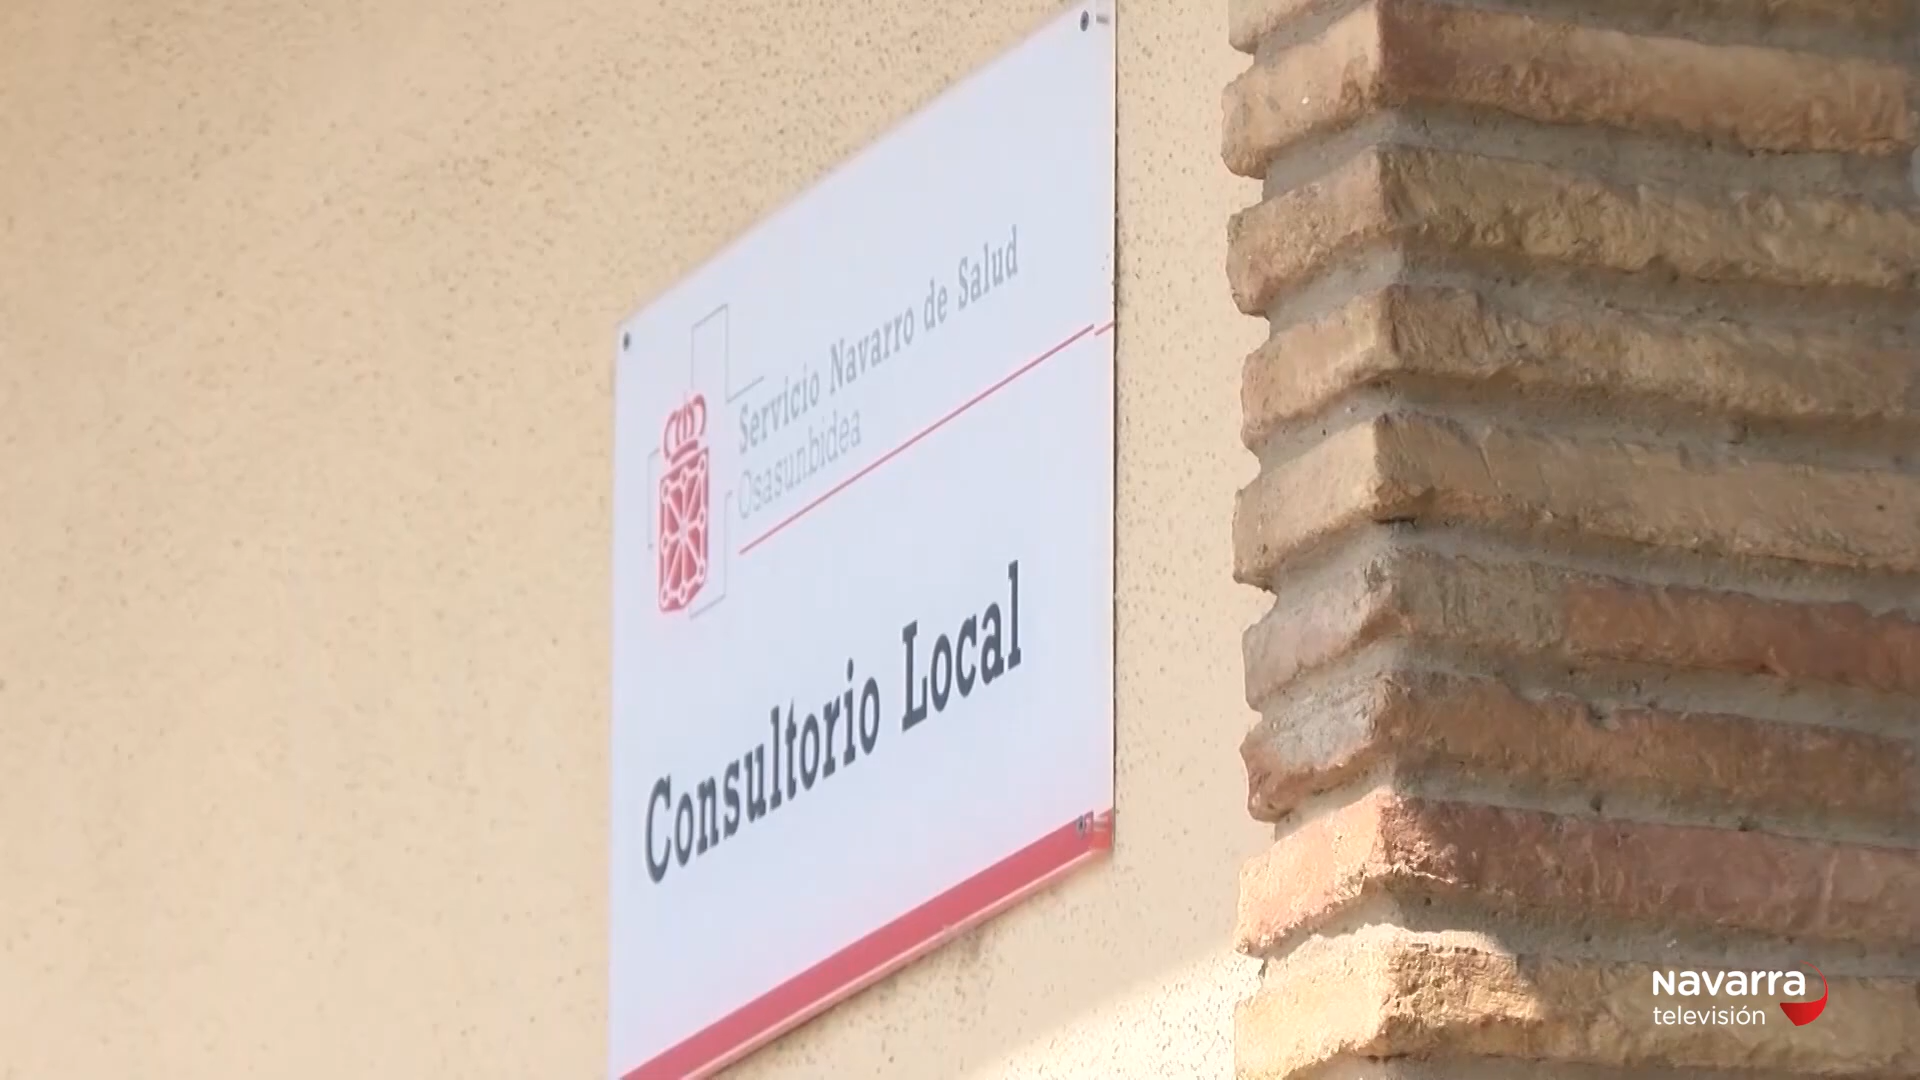 Servicio Navarro de Salud
Osasunbidea
Consultorio Local
Navarra
televisión